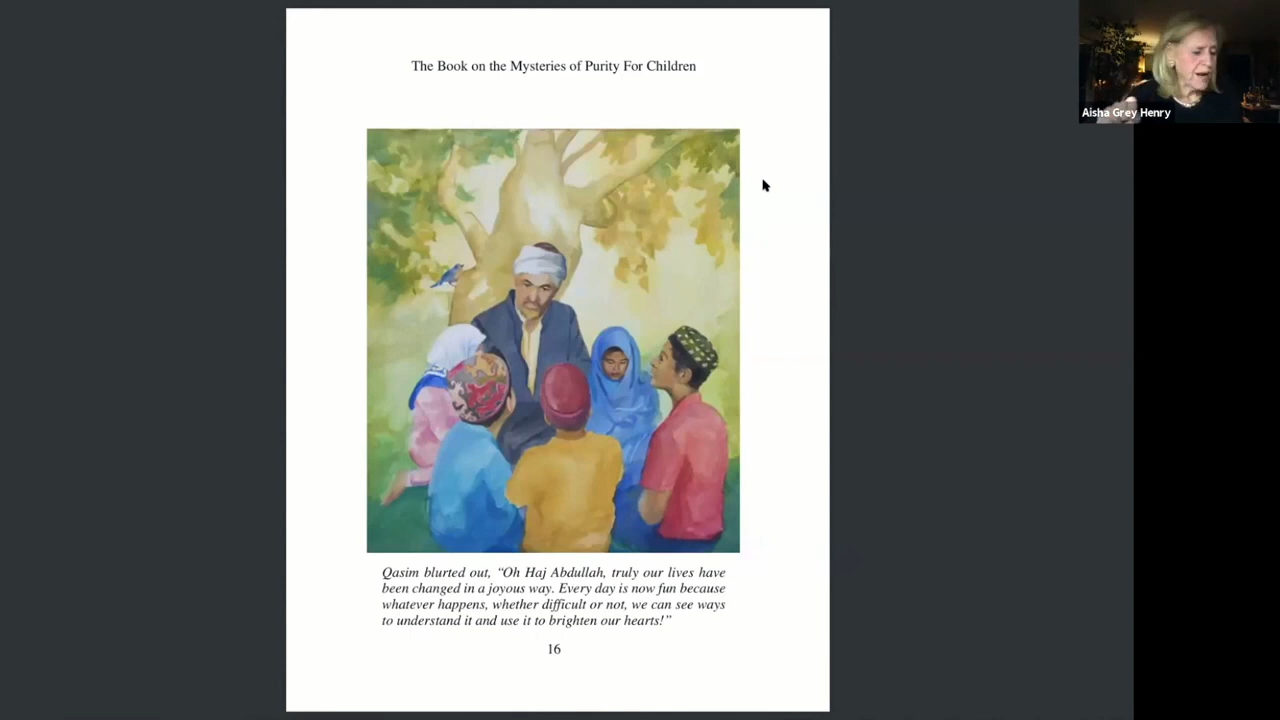 The Book on the Mysteries of Purity For Children
Aisha Grey Henry
Qasim blurted out, “Oh Haj Abdullah, truly our lives have
been changed in a joyous way. Every day is now fun because
whatever happens, whether difficult or not, we can see ways
to understand it and use it to brighten our hearts!”
16